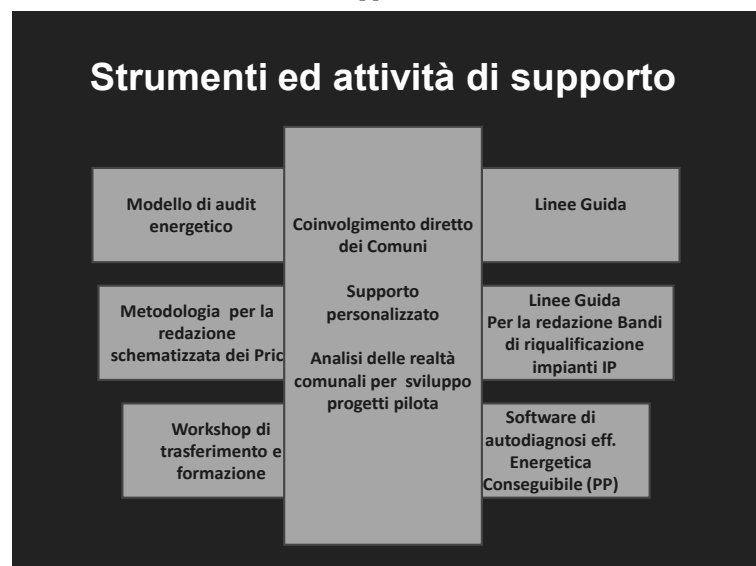 Strumenti ed attività di supporto
Modello di audit
energetico
Metodologia per la
redazione
schematizzata dei Pric
Workshop di
trasferimento e
formazione
Coinvolgimento diretto
dei Comuni
Supporto
personalizzato
Analisi delle realtà
comunali per sviluppo
progetti pilota
Linee Guida
Linee Guida
Per la redazione Bandi
di riqualificazione
impianti IP
Software di
autodiagnosi eff.
Energetica
Conseguibile (PP)